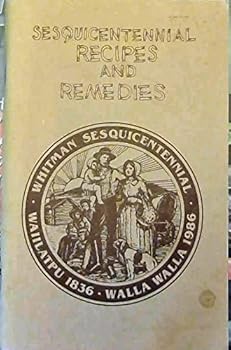 SESQUICENTENNIAL
RECIPES
AND
REMEDIES
WHITMAN SESQUICENTENNIAL
WAIILATPU 1836 • WALLA WALLA 1986